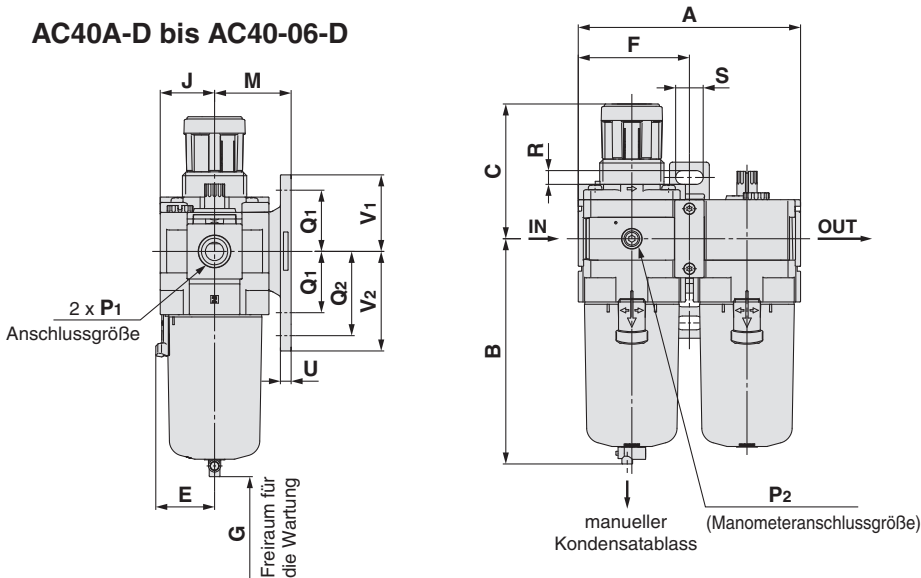 AC40A-D bis AC40-06-D
J
M
Q1
V1
Q1
Q2
V2
2 x P1
Anschlussgröße
U
E
G
Freiraum für
die Wartung
A
F
S
C
R
IN
OUT
B
P2
(Manometeranschlussgröße)
manueller
Kondensatablass